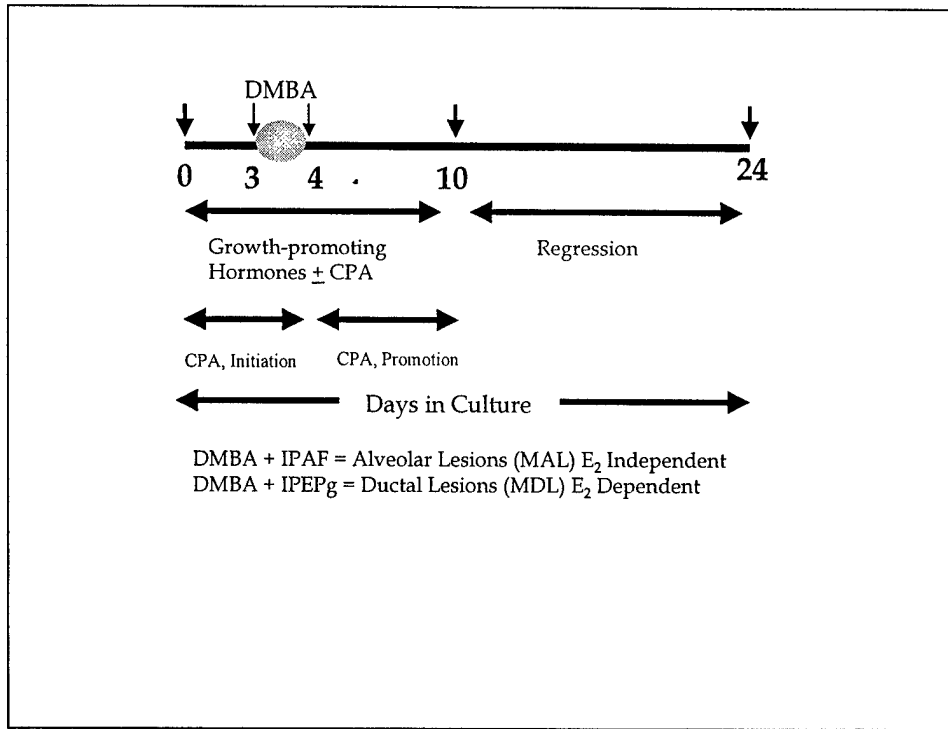 DMBA
0 3 4 10 24
Growth-promoting
Hormones ± CPA
Regression
CPA, Initiation
CPA, Promotion
Days in Culture
DMBA + IPAF = Alveolar Lesions (MAL) E₂ Independent
DMBA + IPEPg = Ductal Lesions (MDL) E₂ Dependent